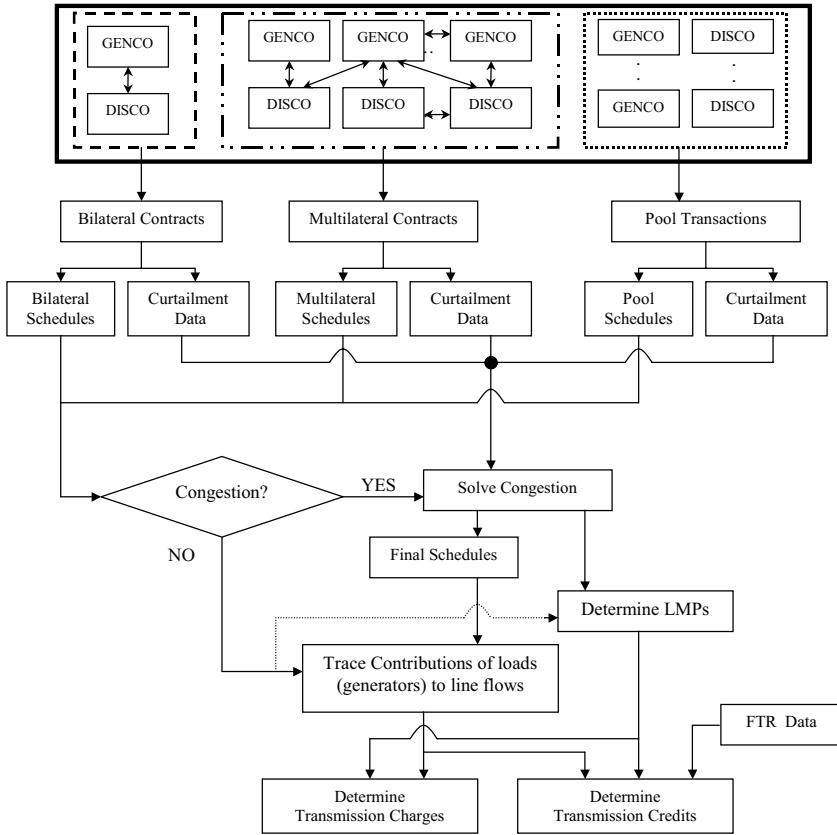 GENCO
GENCO
GENCO
..
GENCO
GENCO
DISCO
DISCO
DISCO
DISCO
DISCO
.
.
.
.
GENCO
DISCO
Bilateral Contracts
Multilateral Contracts
Pool Transactions
Bilateral
Schedules
Curtailment
Data
Multilateral
Schedules
Curtailment
Data
Pool
Schedules
Curtailment
Data
Congestion?
YES
Solve Congestion
NO
Final Schedules
Determine LMPs
Trace Contributions of loads
(generators) to line flows
FTR Data
Determine
Transmission Charges
Determine
Transmission Credits